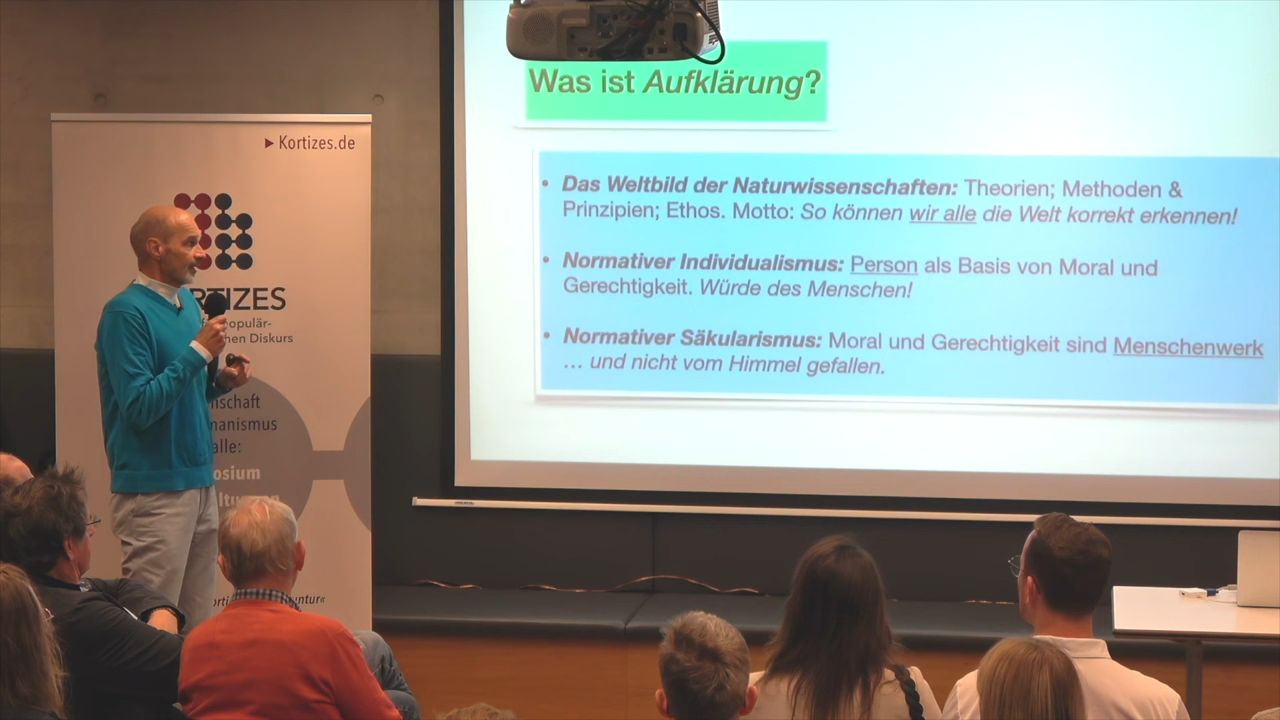 ▸ Kortizes.de
RTIZES
opulär-
hen Diskurs
nschaft
manismus
alle:
osium
Was ist Aufklärung?
• Das Weltbild der Naturwissenschaften: Theorien; Methoden &
Prinzipien; Ethos. Motto: So können wir alle die Welt korrekt erkennen!
• Normativer Individualismus: Person als Basis von Moral und
Gerechtigkeit. Würde des Menschen!
• Normativer Säkularismus: Moral und Gerechtigkeit sind Menschenwerk
… und nicht vom Himmel gefallen.